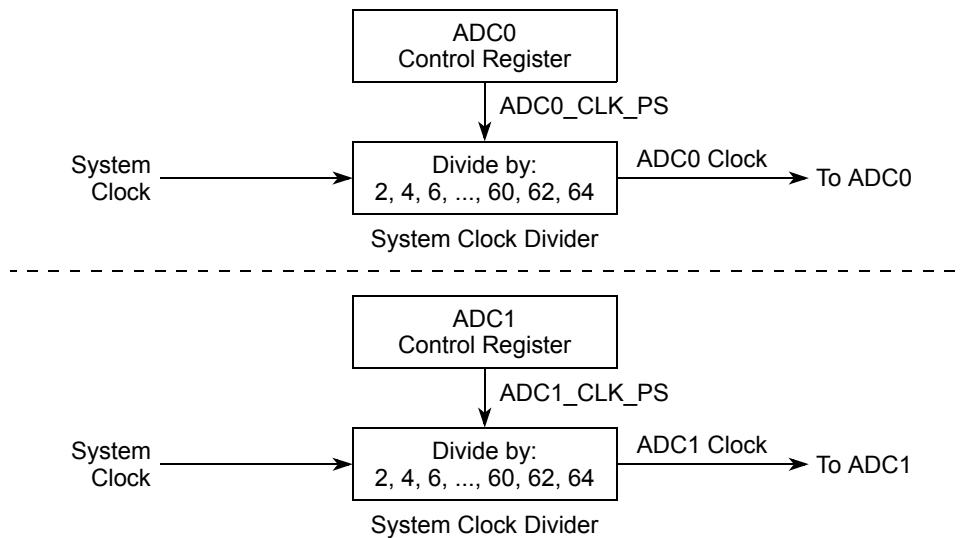 ADC0
Control Register
ADC0_CLK_PS
System
Clock
Divide by:
2, 4, 6, ..., 60, 62, 64
ADC0 Clock
To ADC0
System Clock Divider
ADC1
Control Register
ADC1_CLK_PS
System
Clock
Divide by:
2, 4, 6, ..., 60, 62, 64
ADC1 Clock
To ADC1
System Clock Divider